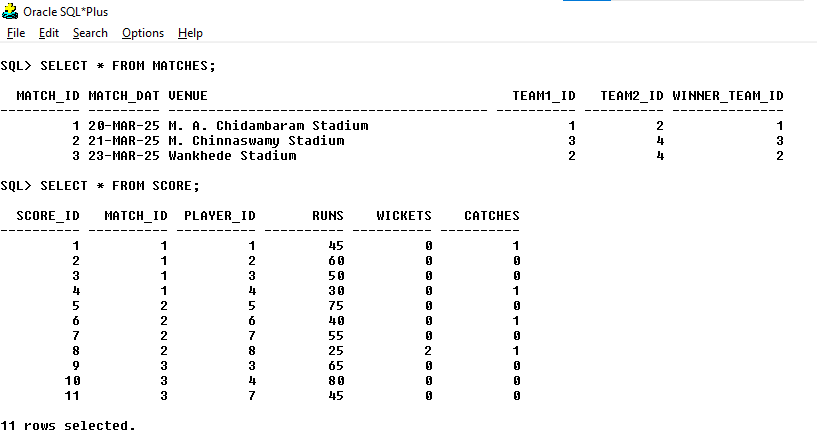 Oracle SQL*Plus
File Edit Search Options Help
SQL> SELECT * FROM MATCHES;
MATCH_ID MATCH_DAT VENUE TEAM1_ID TEAM2_ID WINNER_TEAM_ID
---------- --------- ---------------------------------------- ---------- ---------- --------------
1 20-MAR-25 M. A. Chidambaram Stadium 1 2 1
2 21-MAR-25 M. Chinnaswamy Stadium 3 4 3
3 23-MAR-25 Wankhede Stadium 2 4 2
SQL> SELECT * FROM SCORE;
SCORE_ID MATCH_ID PLAYER_ID RUNS WICKETS CATCHES
---------- ---------- ---------- ---------- ---------- ----------
1 1 1 45 0 1
2 1 2 60 0 0
3 1 3 50 0 0
4 1 4 30 0 1
5 2 5 75 0 0
6 2 6 40 0 1
7 2 7 55 0 0
8 2 8 25 2 1
9 3 3 65 0 0
10 3 4 80 0 0
11 3 7 45 0 0
11 rows selected.